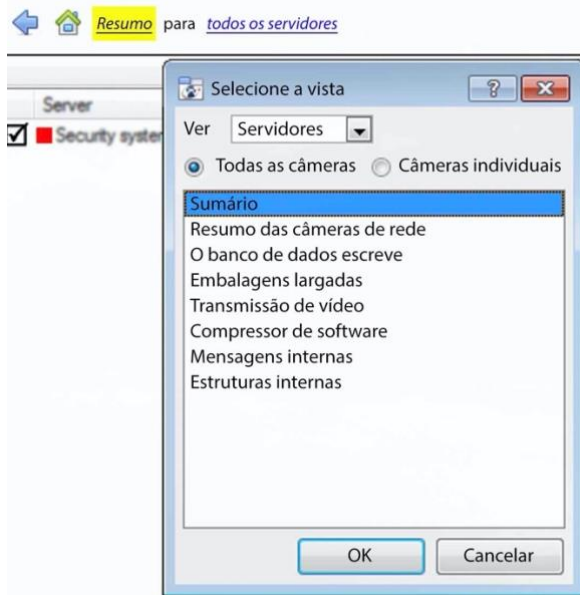 Resumo para todos os servidores
Selecione a vista
Server
Security system
Ver Servidores
Todas as câmeras Câmeras individuais
Sumário
Resumo das câmeras de rede
O banco de dados escreve
Embalagens largadas
Transmissão de vídeo
Compressor de software
Mensagens internas
Estruturas internas
OK Cancelar